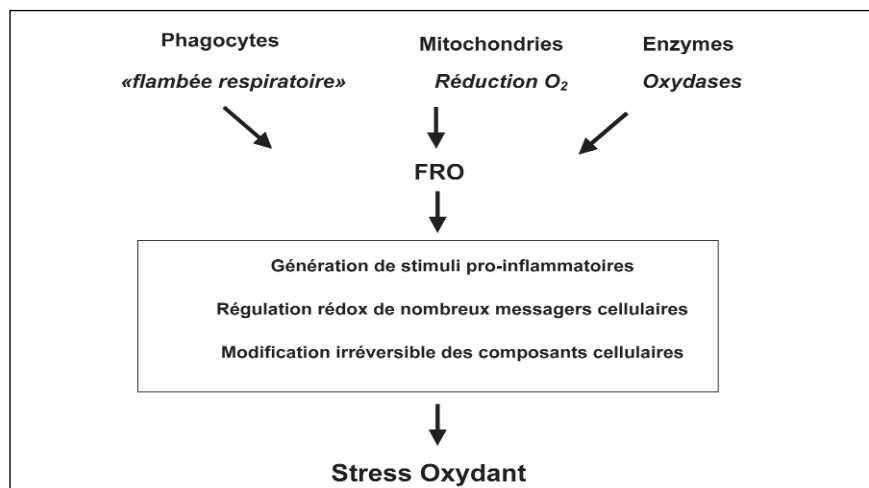 Phagocytes Mitochondries Enzymes
«flambée respiratoire» Réduction O₂ Oxydases
FRO
Génération de stimuli pro-inflammatoires
Régulation rédox de nombreux messagers cellulaires
Modification irréversible des composants cellulaires
Stress Oxydant